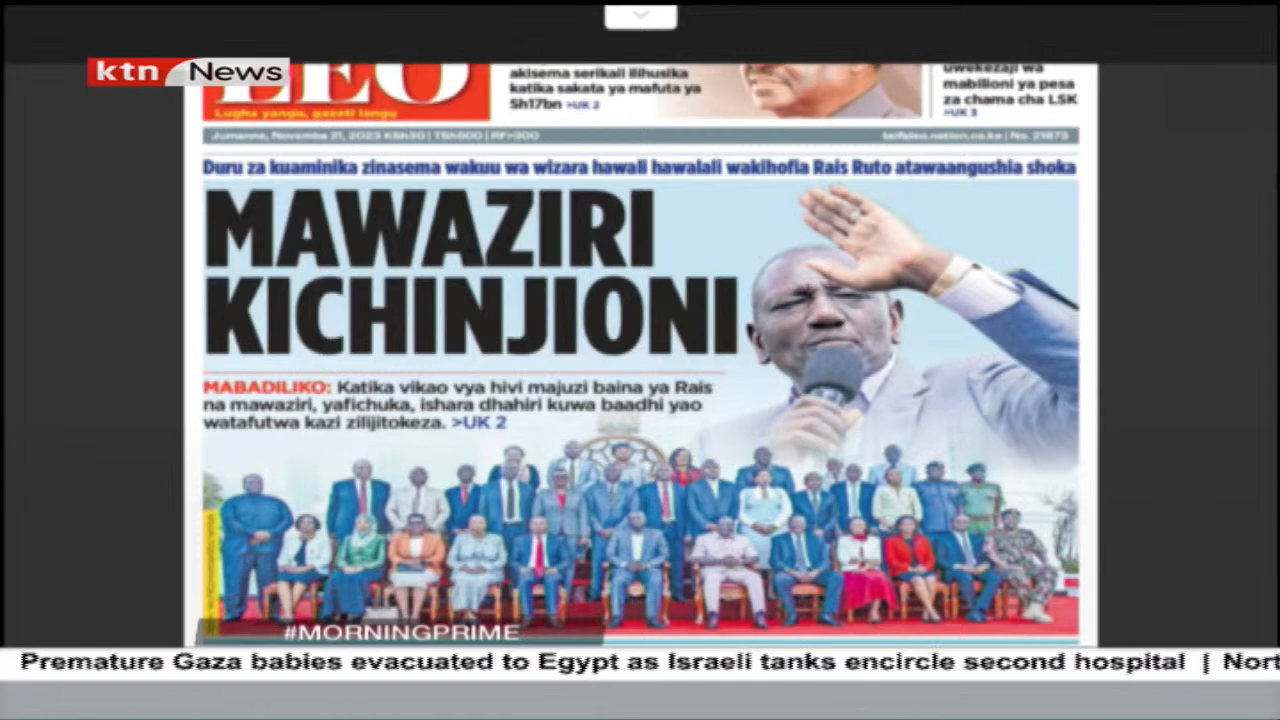 ktn News
LEO
Lugha yangu, gazeti langu
akisema serikali ilihusika
katika sakata ya mafuta ya
Sh17bn >UK 2
uwekezaji wa
mabilioni ya pesa
za chama cha LSK
>UK 3
Jumanne, Novemba 21, 2023 KSh30 | TSh500 | RFr300
taifaleo.nation.co.ke | No. 21673
Duru za kuaminika zinasema wakuu wa wizara hawali hawalali wakihofia Rais Ruto atawaangushia shoka
MAWAZIRI
KICHINJIONI
MABADILIKO: Katika vikao vya hivi majuzi baina ya Rais
na mawaziri, yafichuka, ishara dhahiri kuwa baadhi yao
watafutwa kazi zilijitokeza. >UK 2
#MORNINGPRIME
Premature Gaza babies evacuated to Egypt as Israeli tanks encircle second hospital | Nort